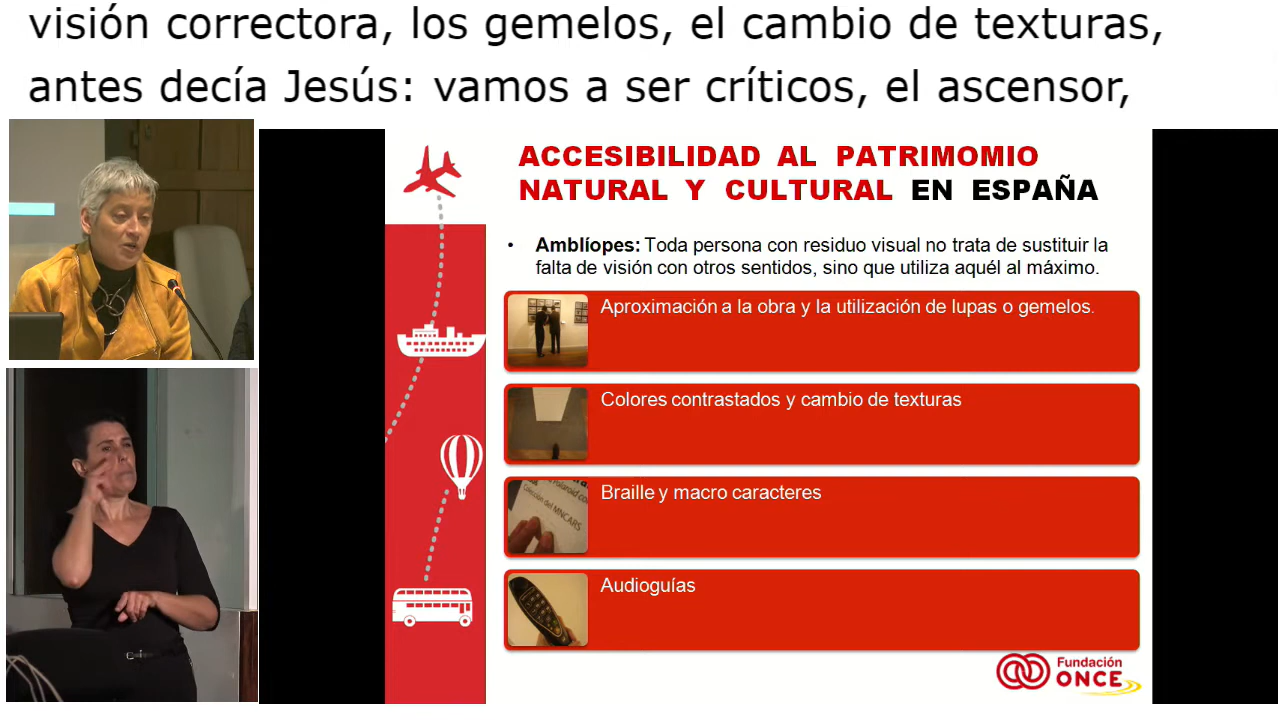 visión correctora, los gemelos, el cambio de texturas,
antes decía Jesús: vamos a ser críticos, el ascensor,
ACCESIBILIDAD AL PATRIMOMIO
NATURAL Y CULTURAL EN ESPAÑA
• Amblíopes: Toda persona con residuo visual no trata de sustituir la
falta de visión con otros sentidos, sino que utiliza aquél al máximo.
Aproximación a la obra y la utilización de lupas o gemelos.
Colores contrastados y cambio de texturas
Braille y macro caracteres
Colección del MNCARS
Audioguías
Fundación
ONCE